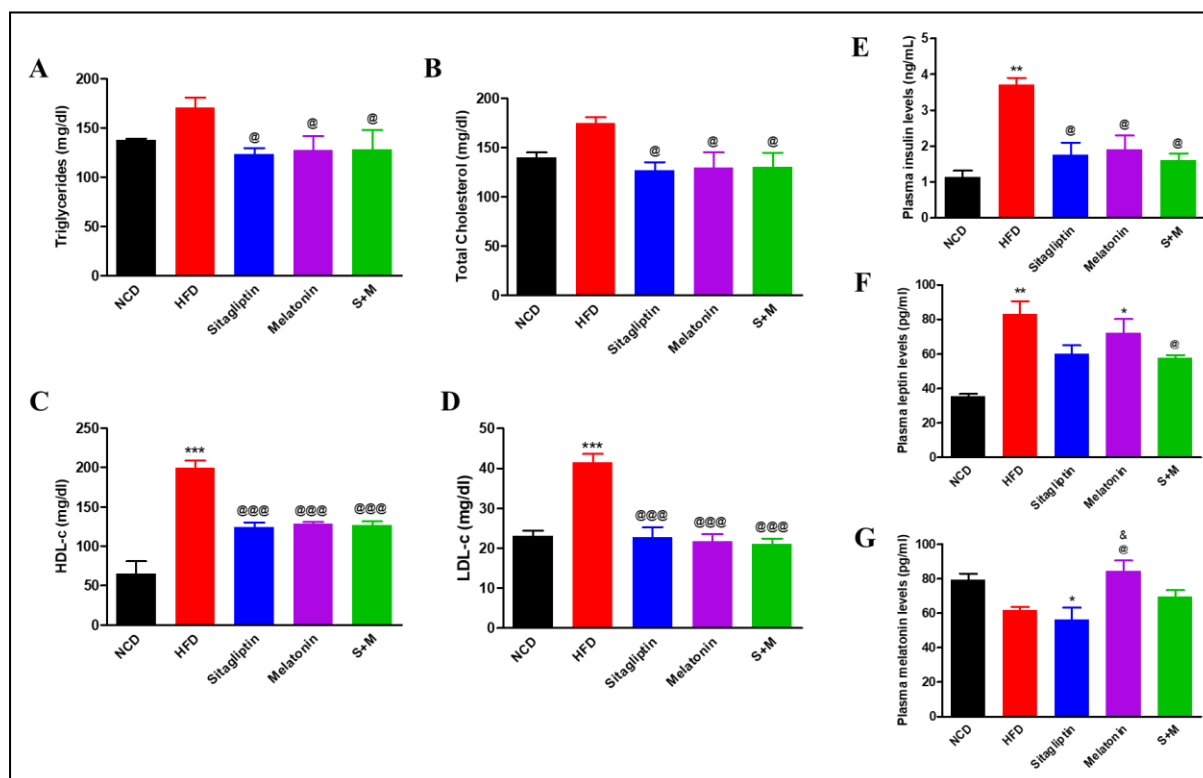 A
Triglycerides (mg/dl)
200
150
100
50
0
@
@
@
NCD
HFD
Sitagliptin
Melatonin
S+M
B
Total Cholesterol (mg/dl)
200
150
100
50
0
@
@
@
NCD
HFD
Sitagliptin
Melatonin
S+M
C
HDL-c (mg/dl)
250
200
150
100
50
0
***
@@@
@@@
@@@
NCD
HFD
Sitagliptin
Melatonin
S+M
D
LDL-c (mg/dl)
50
40
30
20
10
0
***
@@@
@@@
@@@
NCD
HFD
Sitagliptin
Melatonin
S+M
E
Plasma insulin levels (ng/mL)
5
4
3
2
1
0
**
@
@
@
NCD
HFD
Sitagliptin
Melatonin
S+M
F
Plasma leptin levels (pg/ml)
100
80
60
40
20
0
**
*
@
NCD
HFD
Sitagliptin
Melatonin
S+M
G
Plasma melatonin levels (pg/ml)
100
80
60
40
20
0
*
&
@
NCD
HFD
Sitagliptin
Melatonin
S+M